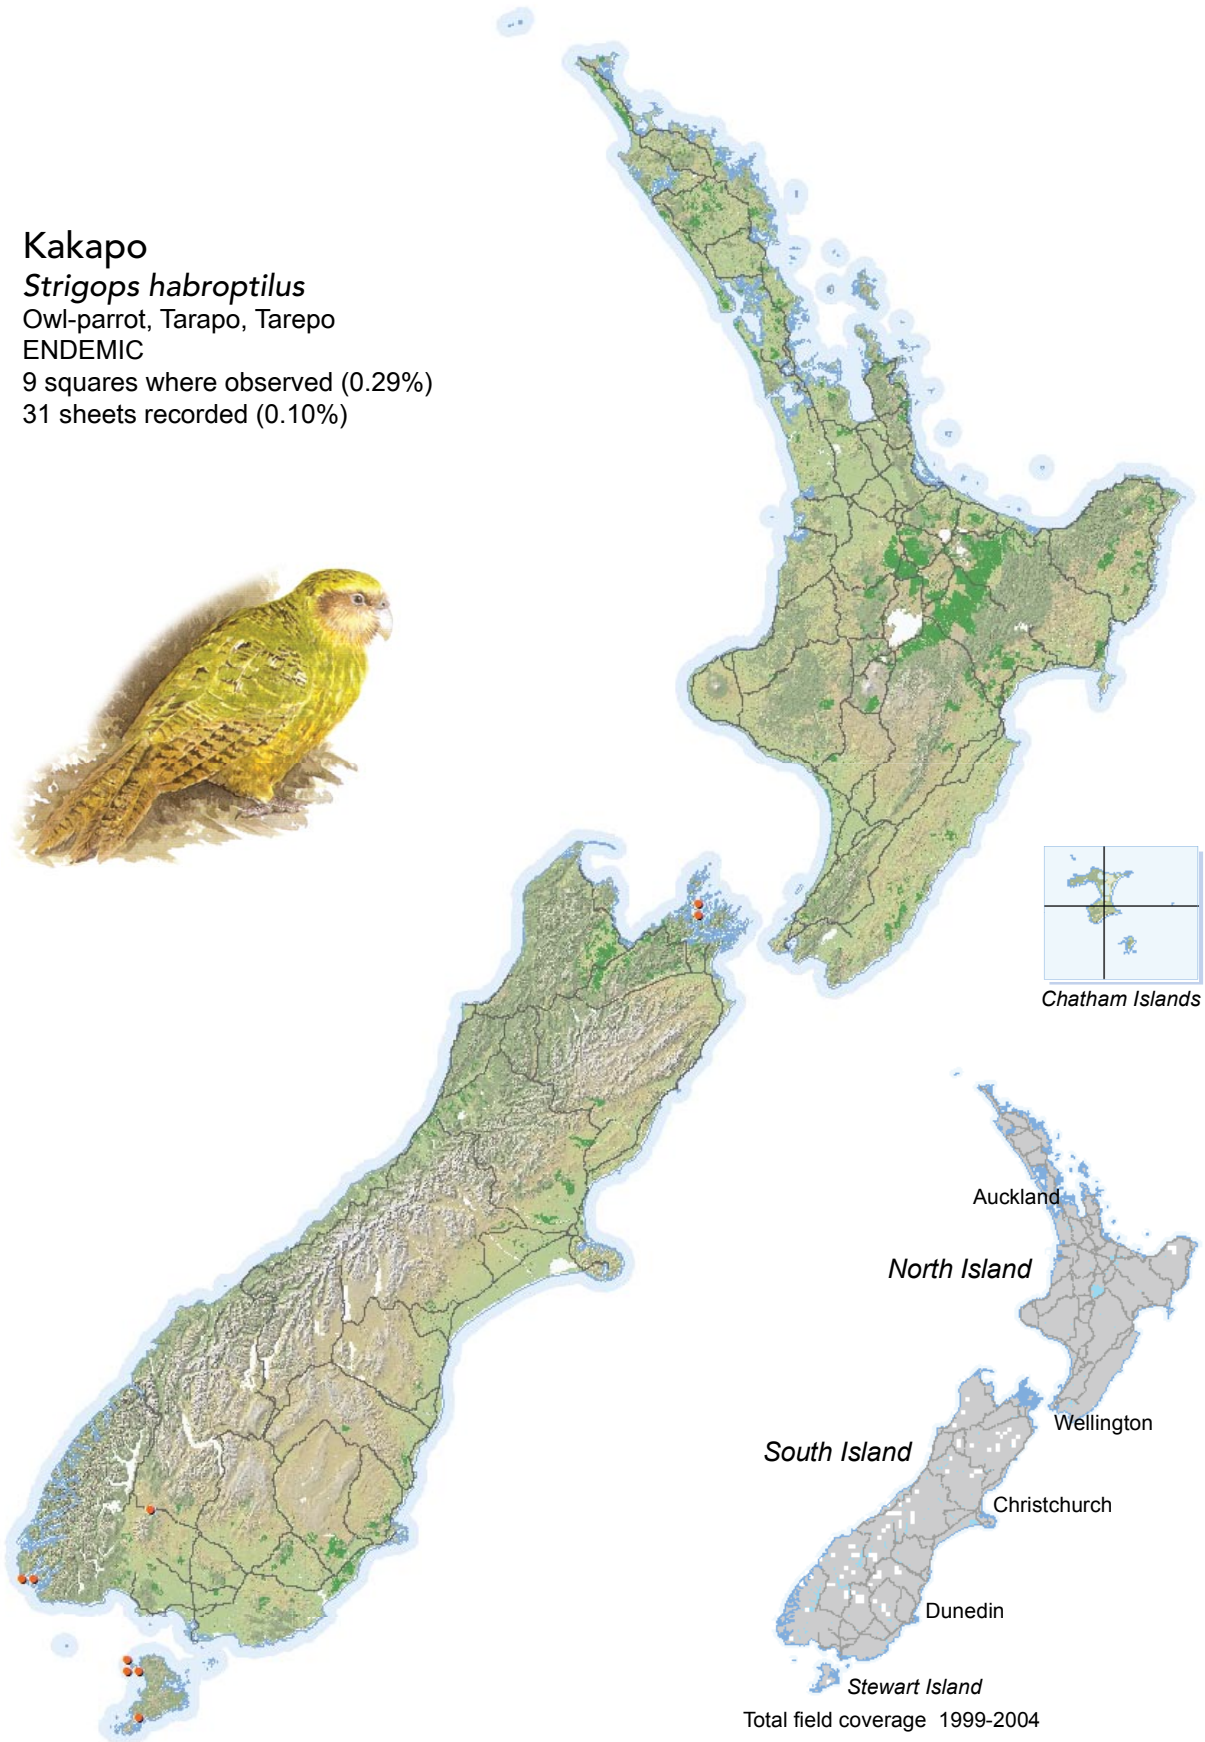 Kakapo
Strigops habroptilus
Owl-parrot, Tarapo, Tarepo
ENDEMIC
9 squares where observed (0.29%)
31 sheets recorded (0.10%)
Chatham Islands
Auckland
North Island
Wellington
South Island
Christchurch
Dunedin
Stewart Island
Total field coverage 1999-2004